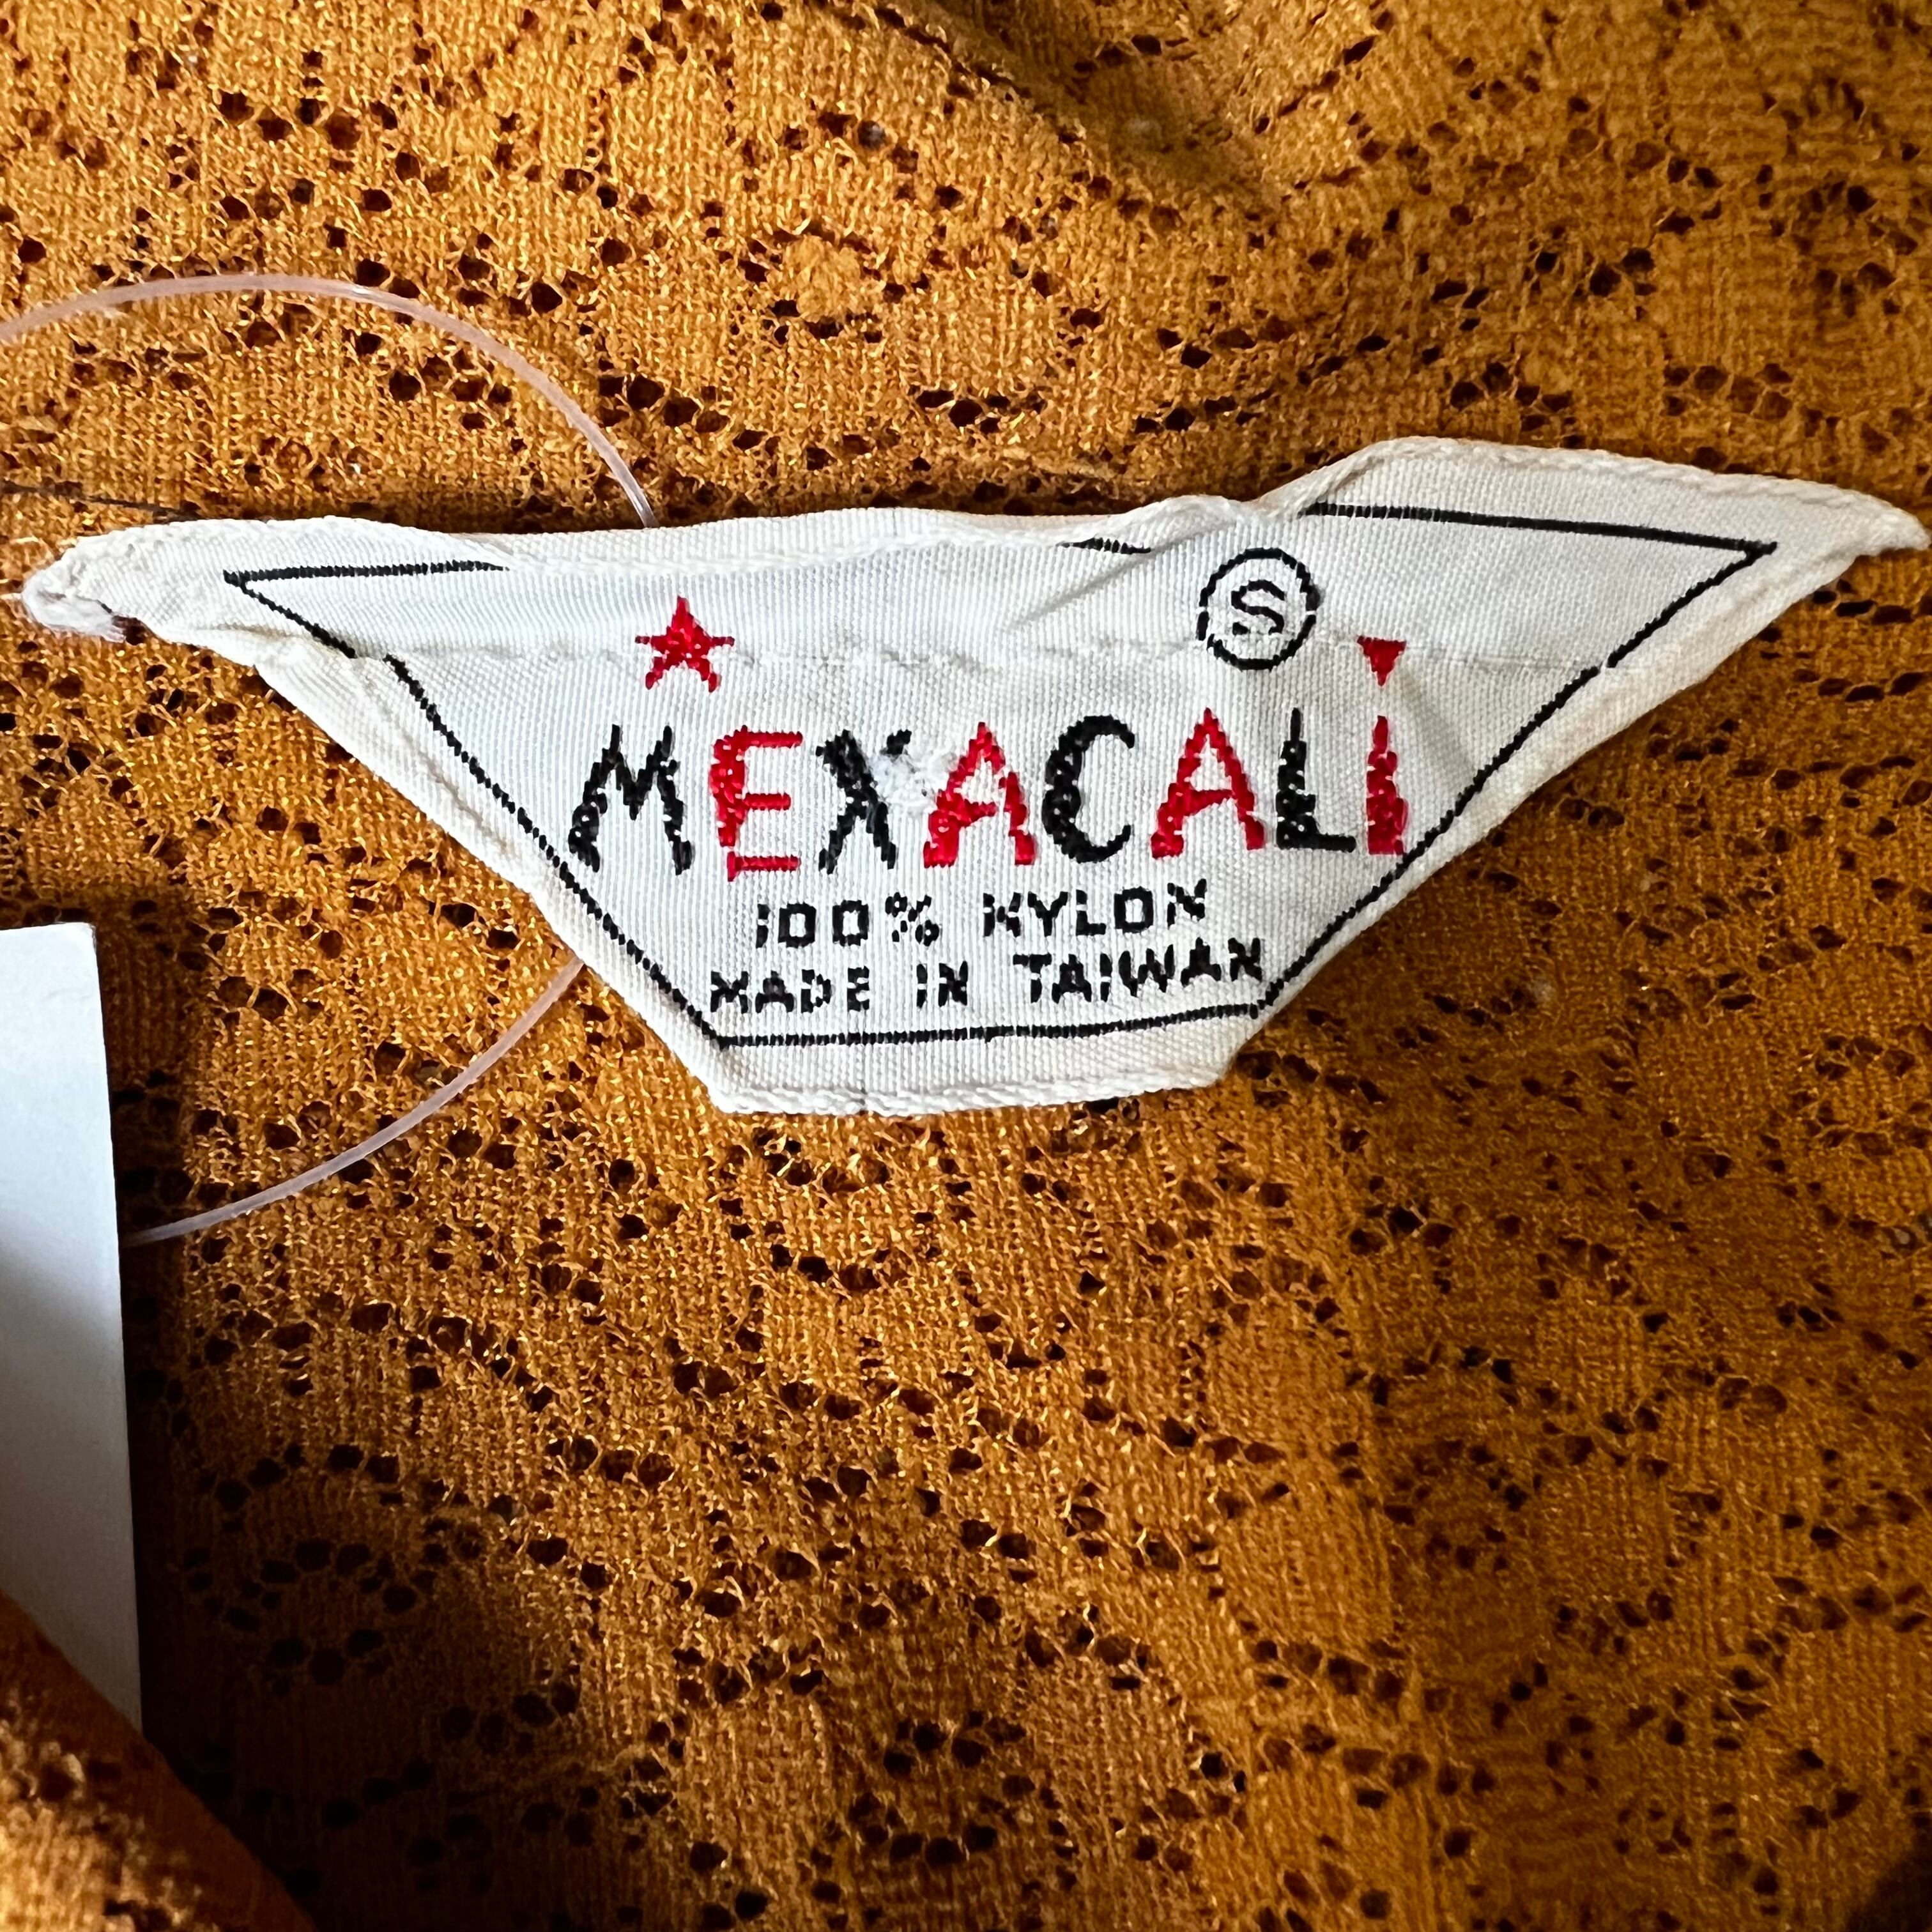 S
MEXACALI
100% NYLON
MADE IN TAIWAN